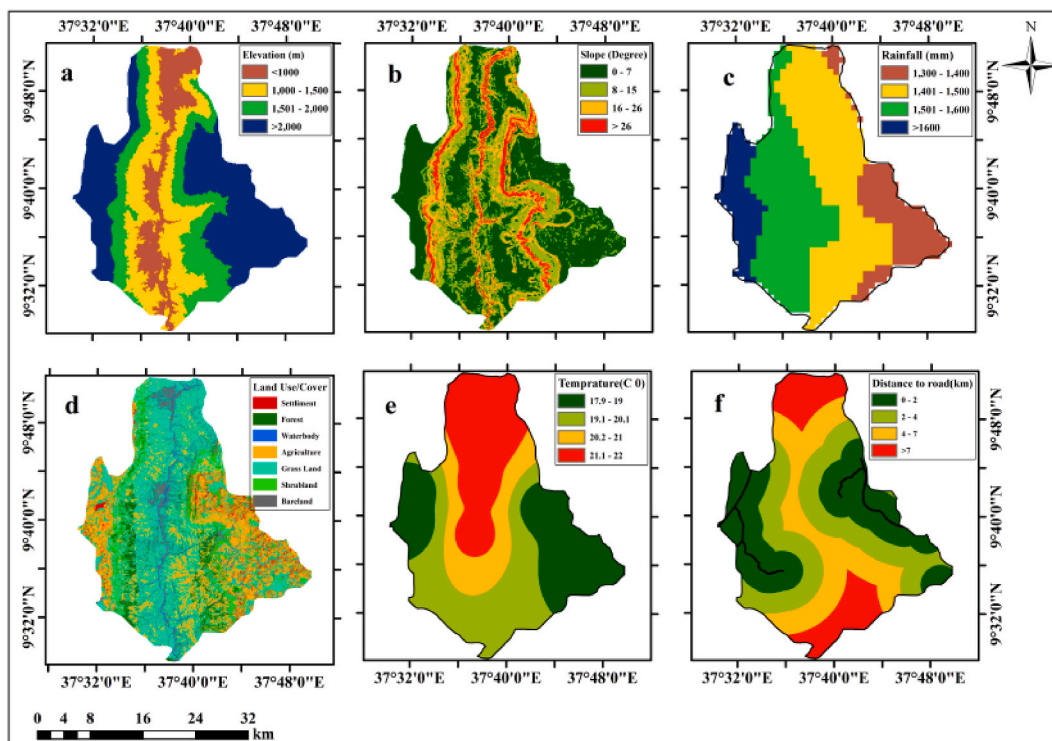 37°32'0"E 37°40'0"E 37°48'0"E 37°32'0"E 37°40'0"E 37°48'0"E 37°32'0"E 37°40'0"E 37°48'0"E
N
a
Elevation (m)
<1000
1,000 - 1,500
1,501 - 2,000
>2,000
b
Slope (Degree)
0 - 7
8 - 15
16 - 26
> 26
c
Rainfall (mm)
1,300 - 1,400
1,401 - 1,500
1,501 - 1,600
>1600
9°48'0"N
9°40'0"N
9°32'0"N
9°48'0"N
9°40'0"N
9°32'0"N
d
Land Use/Cover
Settliment
Forest
Waterbody
Agriculture
Grass Land
Shrubland
Bareland
e
Temprature(C 0)
17.9 - 19
19.1 - 20.1
20.2 - 21
21.1 - 22
f
Distance to road(km)
0 - 2
2 - 4
4 - 7
>7
9°48'0"N
9°40'0"N
9°32'0"N
9°48'0"N
9°40'0"N
9°32'0"N
37°32'0"E 37°40'0"E 37°48'0"E 37°32'0"E 37°40'0"E 37°48'0"E 37°32'0"E 37°40'0"E 37°48'0"E
0 2 4 8 16 24 32
km